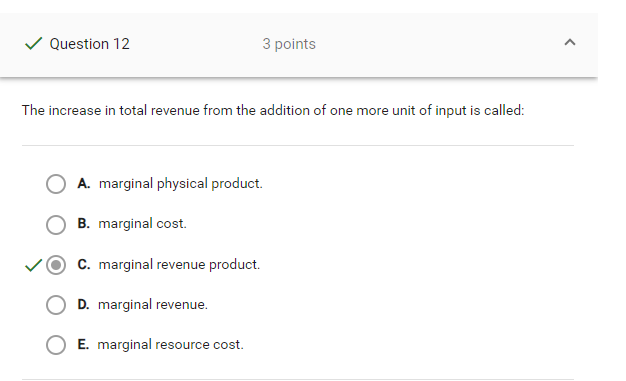 Question 12 3 points
The increase in total revenue from the addition of one more unit of input is called:
A. marginal physical product.
B. marginal cost.
C. marginal revenue product.
D. marginal revenue.
E. marginal resource cost.